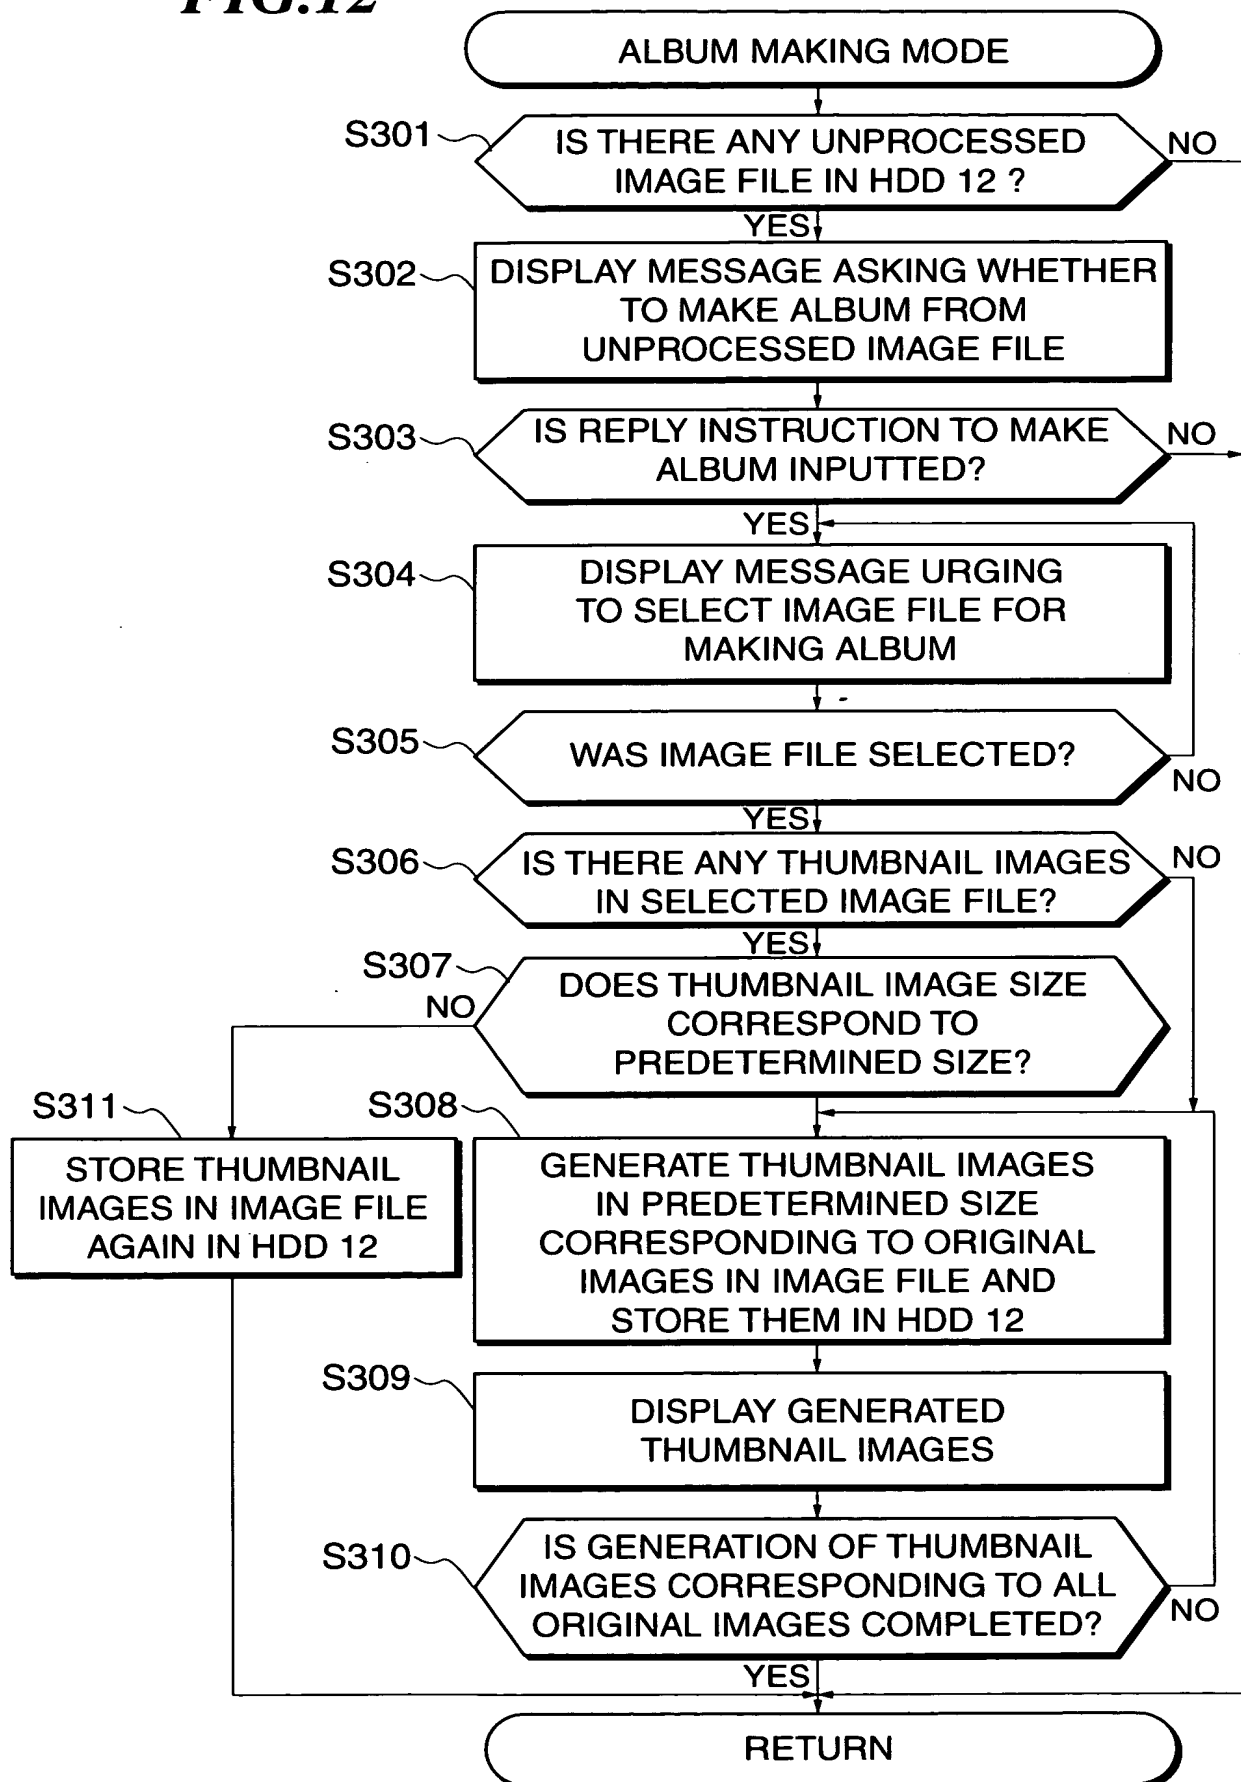 FIG.12
ALBUM MAKING MODE
S301
IS THERE ANY UNPROCESSED
IMAGE FILE IN HDD 12 ?
NO
YES
S302
DISPLAY MESSAGE ASKING WHETHER
TO MAKE ALBUM FROM
UNPROCESSED IMAGE FILE
S303
IS REPLY INSTRUCTION TO MAKE
ALBUM INPUTTED?
NO
YES
S304
DISPLAY MESSAGE URGING
TO SELECT IMAGE FILE FOR
MAKING ALBUM
S305
WAS IMAGE FILE SELECTED?
NO
YES
S306
IS THERE ANY THUMBNAIL IMAGES
IN SELECTED IMAGE FILE?
NO
YES
S307
DOES THUMBNAIL IMAGE SIZE
CORRESPOND TO
PREDETERMINED SIZE?
NO
S311
STORE THUMBNAIL
IMAGES IN IMAGE FILE
AGAIN IN HDD 12
S308
GENERATE THUMBNAIL IMAGES
IN PREDETERMINED SIZE
CORRESPONDING TO ORIGINAL
IMAGES IN IMAGE FILE AND
STORE THEM IN HDD 12
S309
DISPLAY GENERATED
THUMBNAIL IMAGES
S310
IS GENERATION OF THUMBNAIL
IMAGES CORRESPONDING TO ALL
ORIGINAL IMAGES COMPLETED?
NO
YES
RETURN